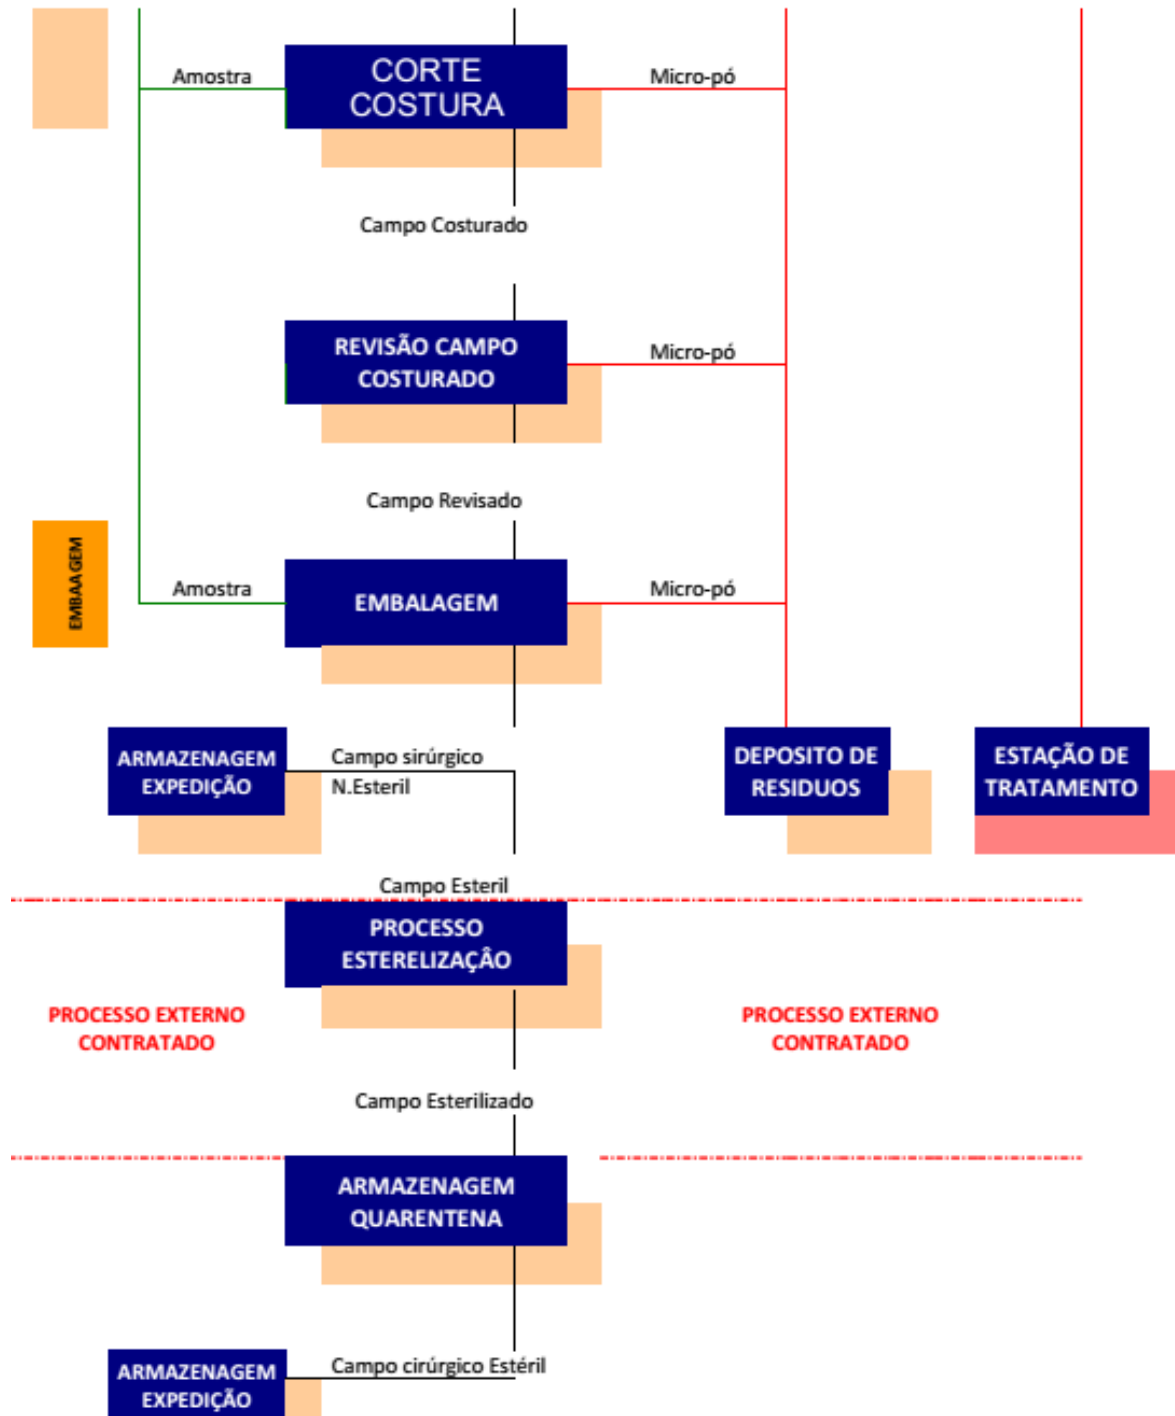 Amostra
CORTE
COSTURA
Micro-pó
Campo Costurado
REVISÃO CAMPO
COSTURADO
Micro-pó
Campo Revisado
EMBAAGEM
Amostra
EMBALAGEM
Micro-pó
ARMAZENAGEM
EXPEDIÇÃO
Campo sirúrgico
N.Esteril
DEPOSITO DE
RESIDUOS
ESTAÇÃO DE
TRATAMENTO
Campo Esteril
PROCESSO
ESTERELIZAÇÂO
PROCESSO EXTERNO
CONTRATADO
PROCESSO EXTERNO
CONTRATADO
Campo Esterilizado
ARMAZENAGEM
QUARENTENA
ARMAZENAGEM
EXPEDIÇÃO
Campo cirúrgico Estéril